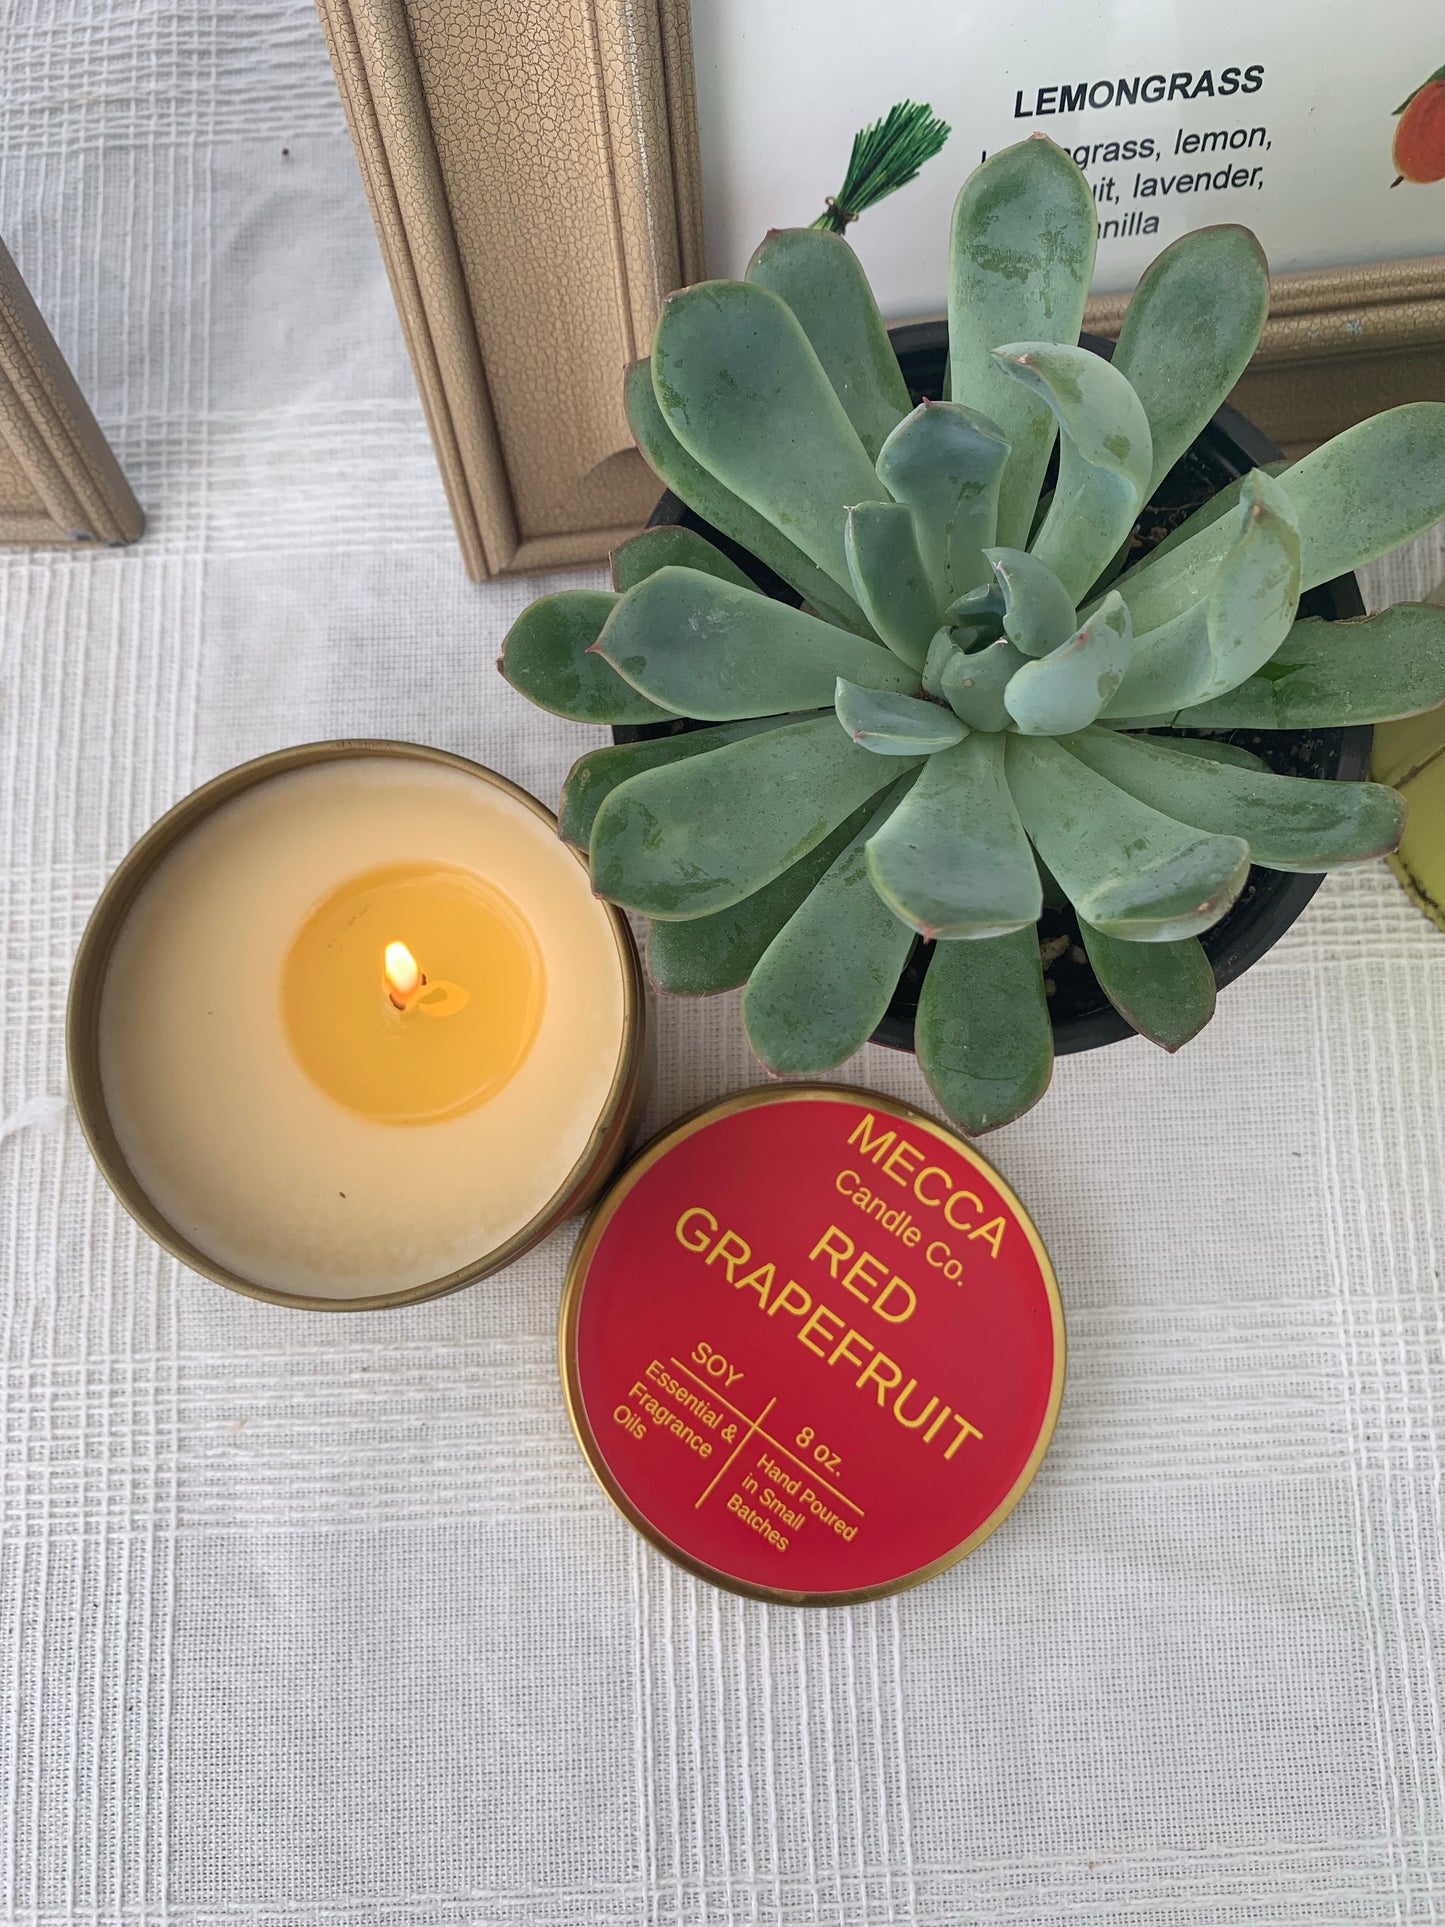 LEMONGRASS
lemon,
lavender,
MECCA
Candle Co.
RED
GRAPEFRUIT
SOY
Essential &
Fragrance
Oils
8 oz.
Hand Poured
in Small
Batches